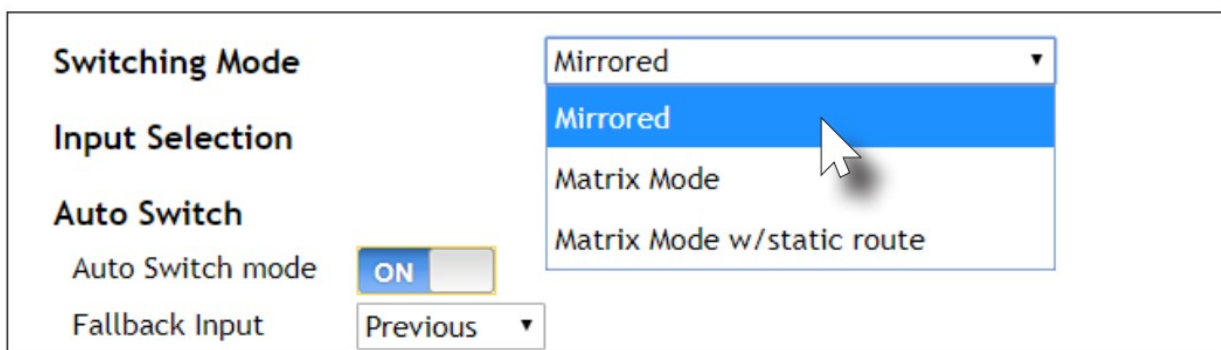 Switching Mode Mirrored
Mirrored
Input Selection
Matrix Mode
Auto Switch
Matrix Mode w/static route
Auto Switch mode ON
Fallback Input Previous